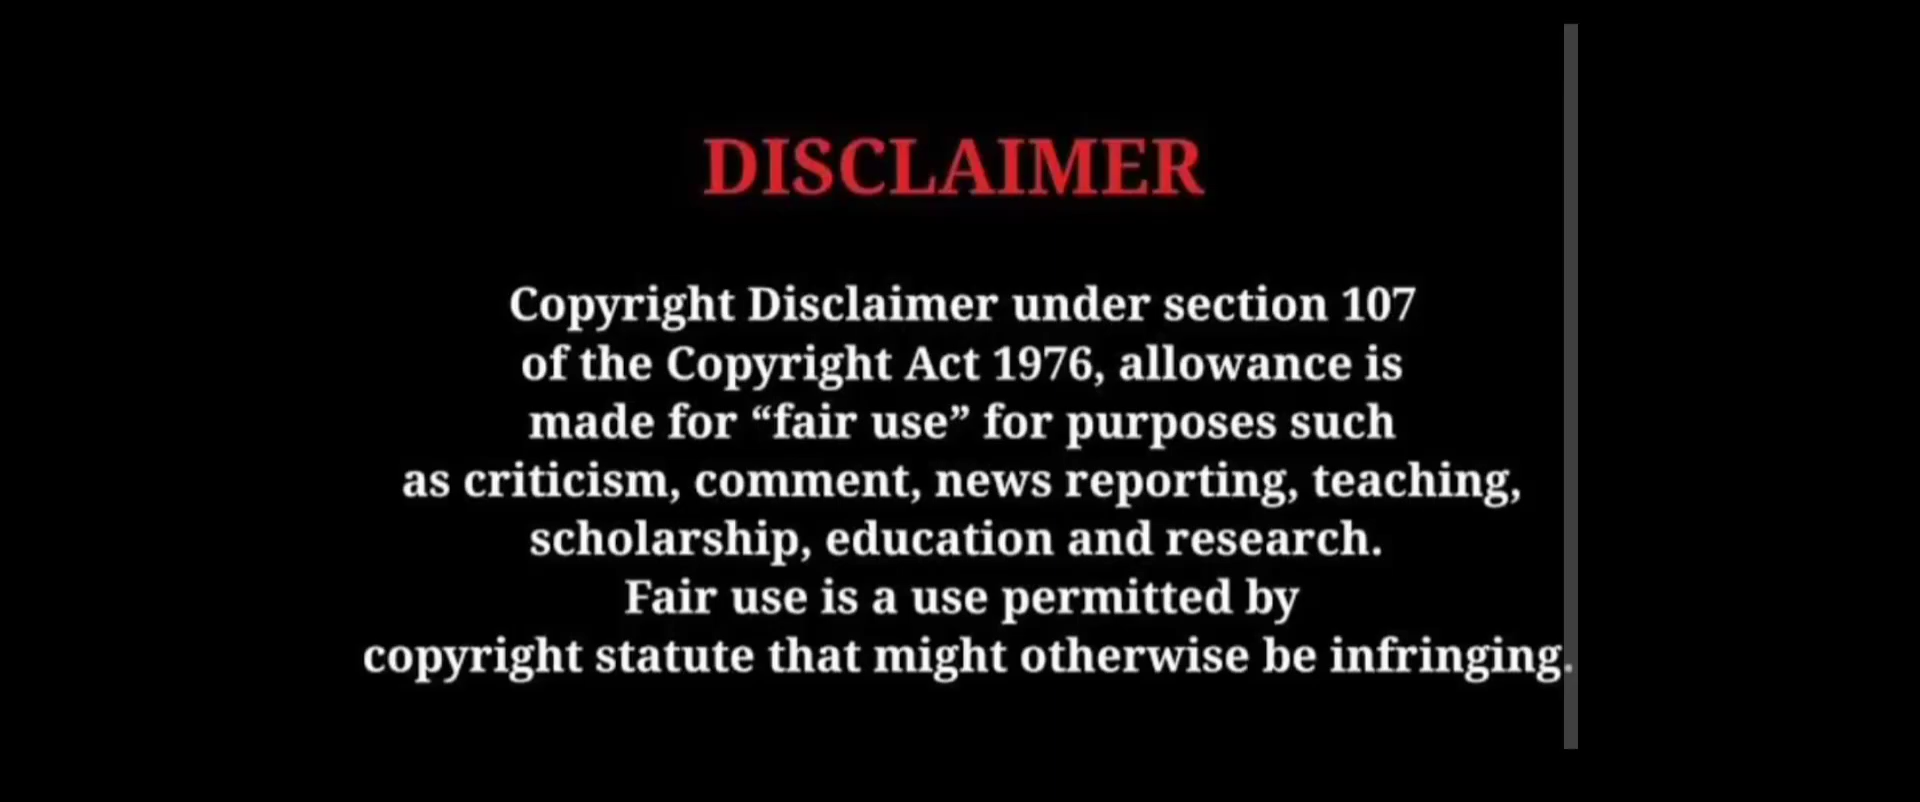 DISCLAIMER
Copyright Disclaimer under section 107
of the Copyright Act 1976, allowance is
made for “fair use” for purposes such
as criticism, comment, news reporting, teaching,
scholarship, education and research.
Fair use is a use permitted by
copyright statute that might otherwise be infringing.